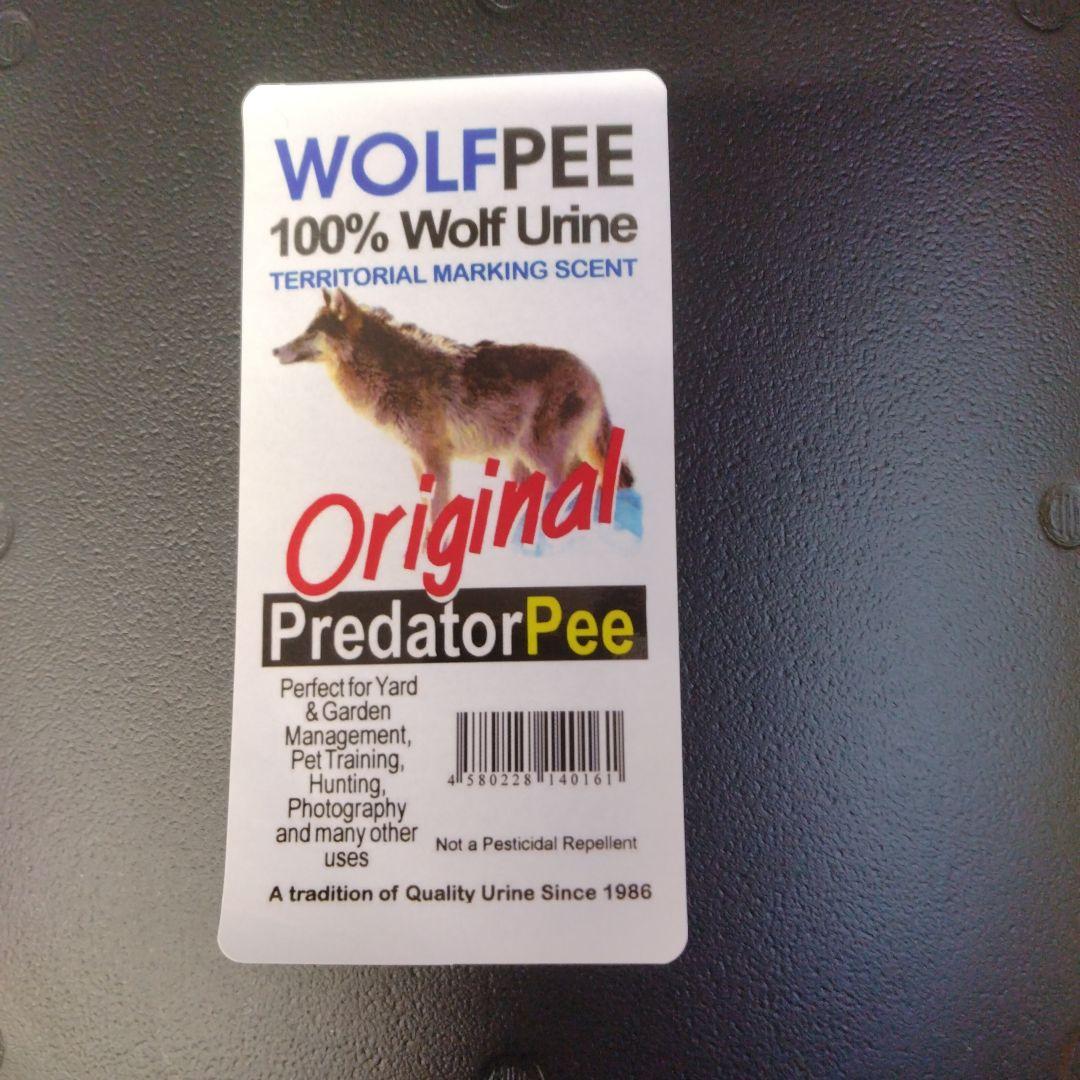 WOLFPEE
100% Wolf Urine
TERRITORIAL MARKING SCENT
Original
PredatorPee
Perfect for Yard
& Garden
Management,
Pet Training,
Hunting,
Photography
and many other
uses
4 580228 140161
Not a Pesticidal Repellent
A tradition of Quality Urine Since 1986